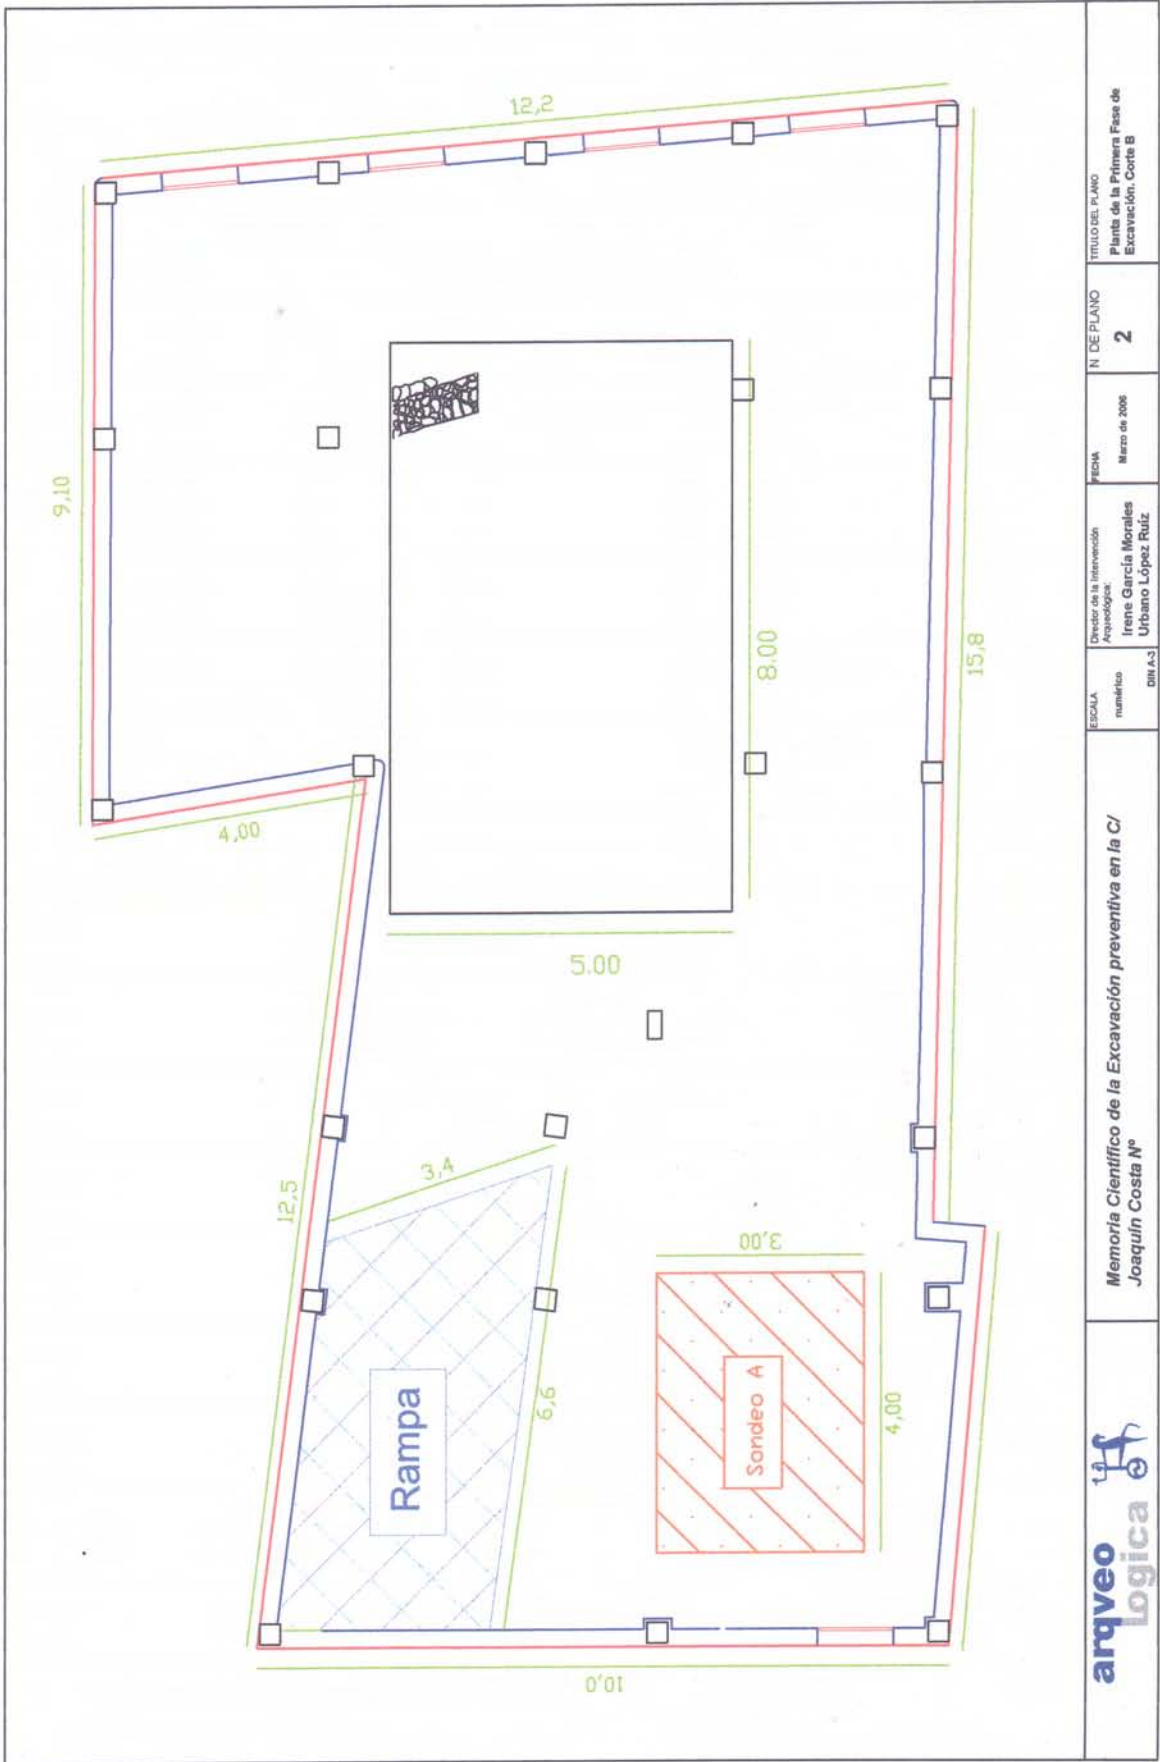 12,2
9,10
4,00
8.00
15,8
5.00
12,5
3,4
6,6
3,00
4,00
10,0
Rampa
Sondeo A
arqveo
Logica
Memoria Científico de la Excavación preventiva en la C/
Joaquín Costa Nº
ESCALA
numérico
DIN A-3
Director de la Intervención
Arqueológica:
Irene García Morales
Urbano López Ruíz
FECHA
Marzo de 2006
N DE PLANO
2
TITULO DEL PLANO
Planta de la Primera Fase de
Excavación. Corte B